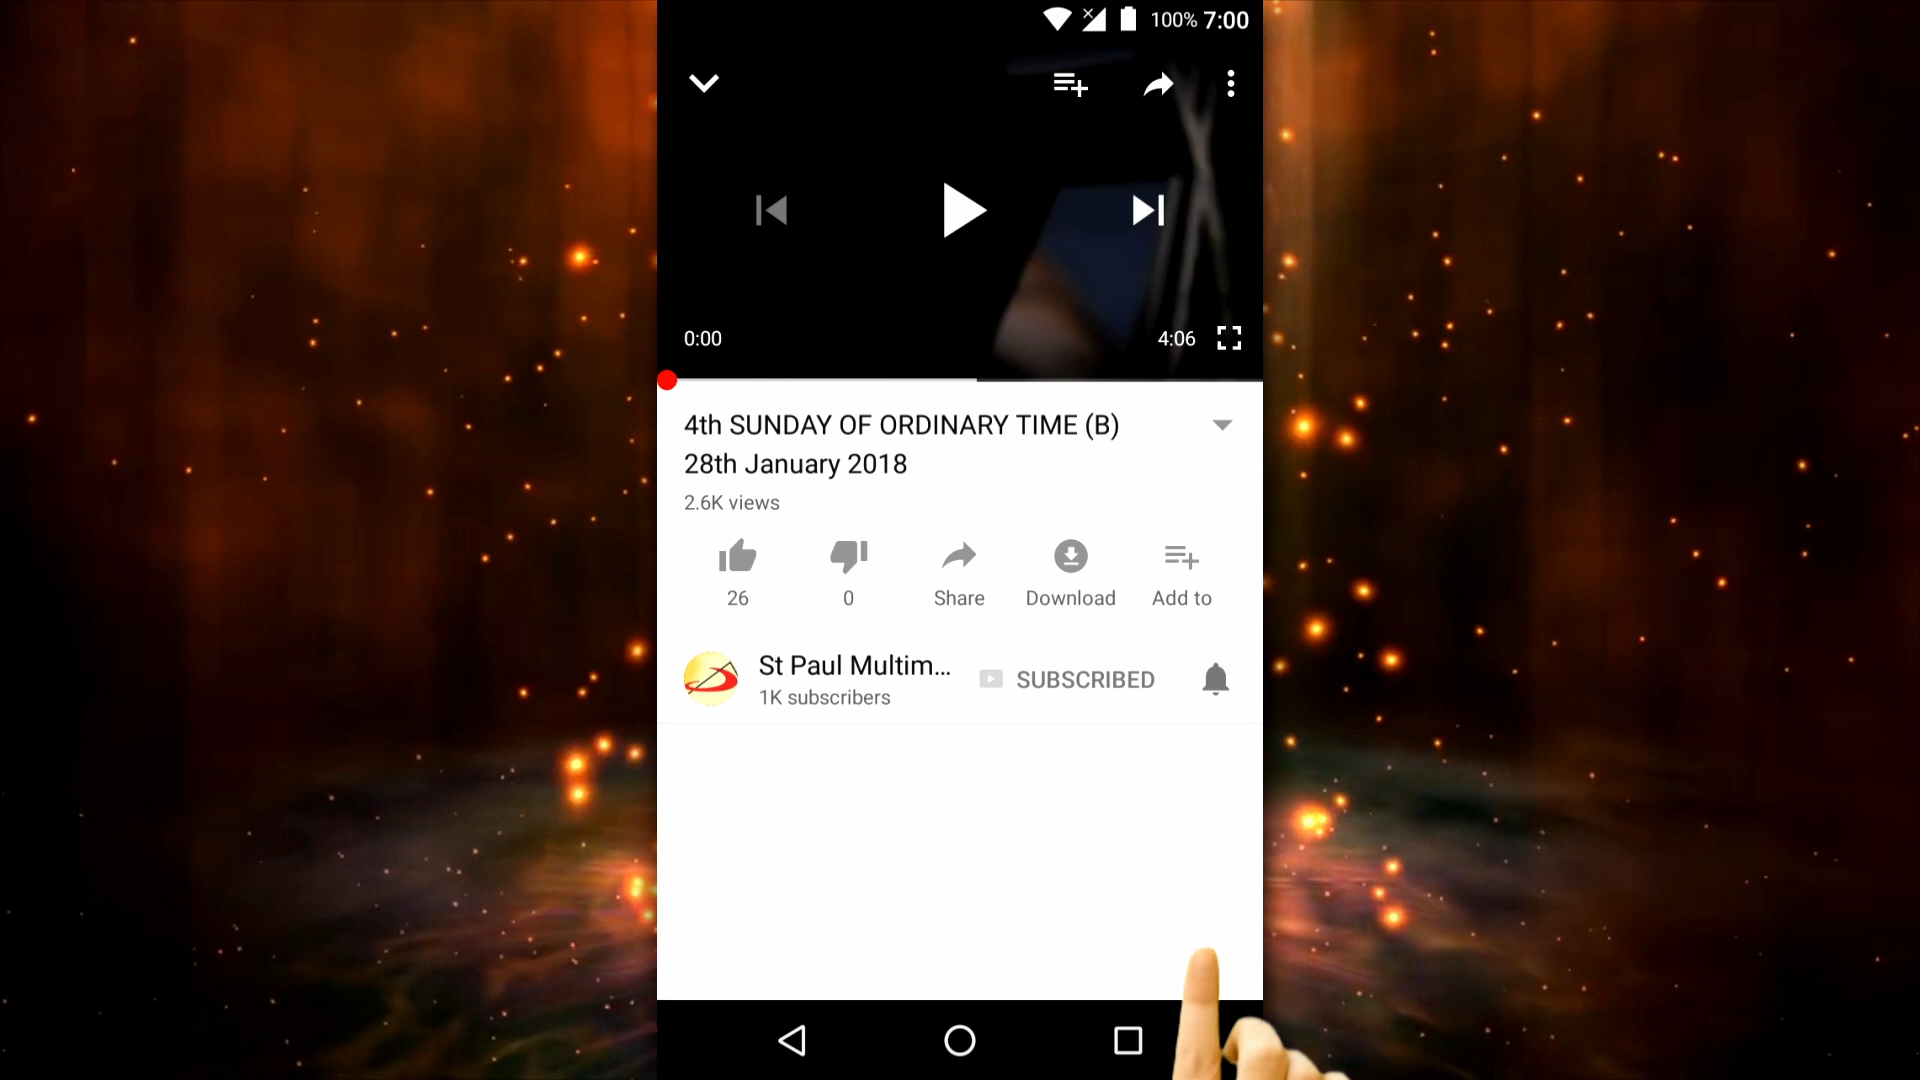 100% 7:00
0:00
4:06
4th SUNDAY OF ORDINARY TIME (B)
28th January 2018
2.6K views
26
0
Share
Download
Add to
St Paul Multim...
SUBSCRIBED
1K subscribers